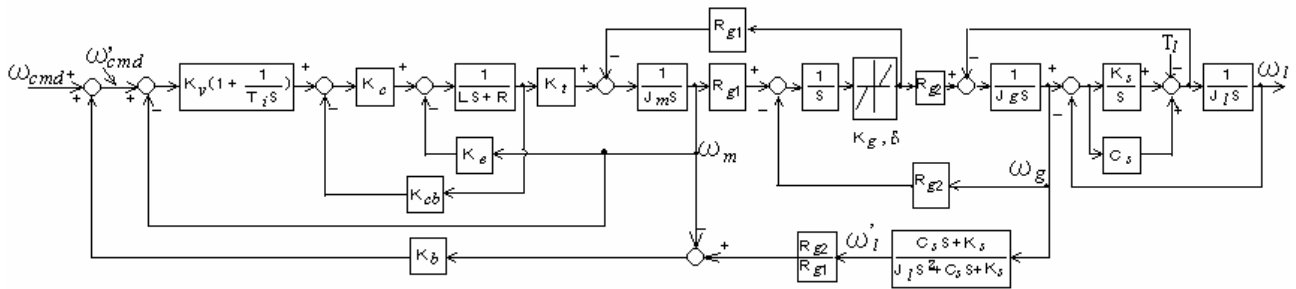 R_g1
T_l
ω_cmd + + ω'_cmd + − K_v(1+ 1/(T_i s)) + − K_c + − 1/(Ls+R) K_t + − 1/(J_m s) R_g1 + − 1/s R_g2 + − 1/(J_g s) + − K_s/s + − + 1/(J_l s) ω_l
K_g, δ
K_e ω_m C_s
K_cb R_g2 ω_g
K_b − + R_g2/R_g1 ω'_l (C_s s+K_s)/(J_l s²+C_s s+K_s)